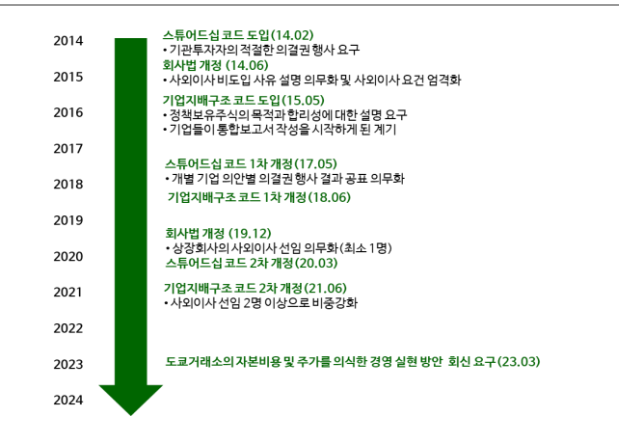 2014
스튜어드십 코드 도입(14.02)
• 기관투자자의 적절한 의결권 행사 요구
회사법 개정 (14.06)
2015
• 사외이사 비도입 사유 설명 의무화 및 사외이사 요건 엄격화
기업지배구조 코드 도입(15.05)
2016
• 정책보유주식의 목적과 합리성에 대한 설명 요구
• 기업들이 통합보고서 작성을 시작하게 된 계기
2017
스튜어드십 코드 1차 개정(17.05)
2018
• 개별 기업 의안별 의결권 행사 결과 공표 의무화
기업지배구조 코드 1차 개정(18.06)
2019
회사법 개정 (19.12)
• 상장회사의 사외이사 선임 의무화(최소 1명)
2020
스튜어드십 코드 2차 개정(20.03)
2021
기업지배구조 코드 2차 개정(21.06)
• 사외이사 선임 2명 이상으로 비중강화
2022
2023
도쿄거래소의 자본비용 및 주가를 의식한 경영 실현 방안 회신 요구(23.03)
2024